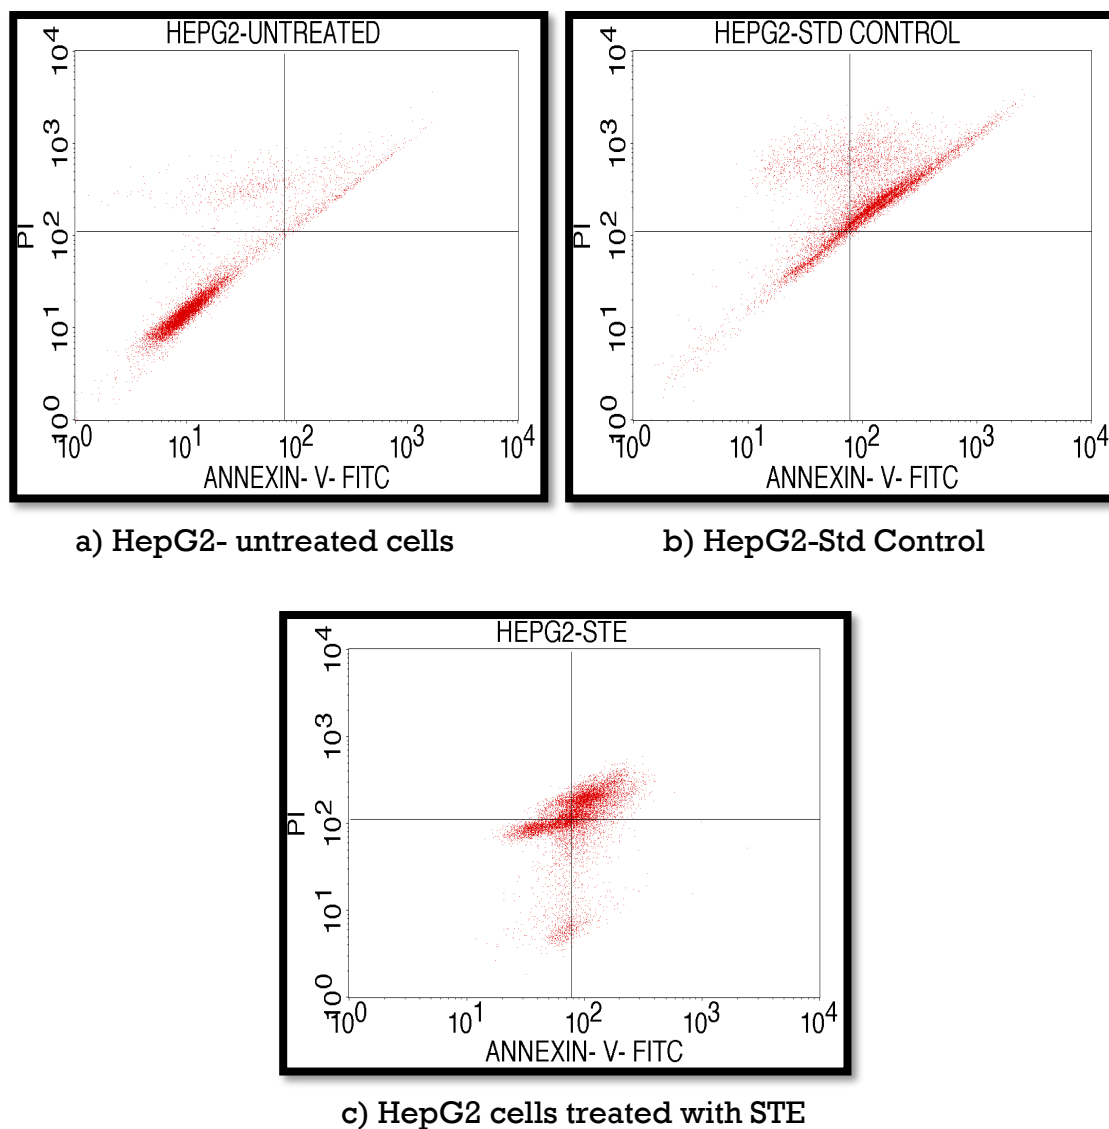 HEPG2-UNTREATED
10^4
10^3
10^2
10^1
10^0
PI
10^0 10^1 10^2 10^3 10^4
ANNEXIN- V- FITC
a) HepG2- untreated cells
HEPG2-STD CONTROL
10^4
10^3
10^2
10^1
10^0
PI
10^0 10^1 10^2 10^3 10^4
ANNEXIN- V- FITC
b) HepG2-Std Control
HEPG2-STE
10^4
10^3
10^2
10^1
10^0
PI
10^0 10^1 10^2 10^3 10^4
ANNEXIN- V- FITC
c) HepG2 cells treated with STE